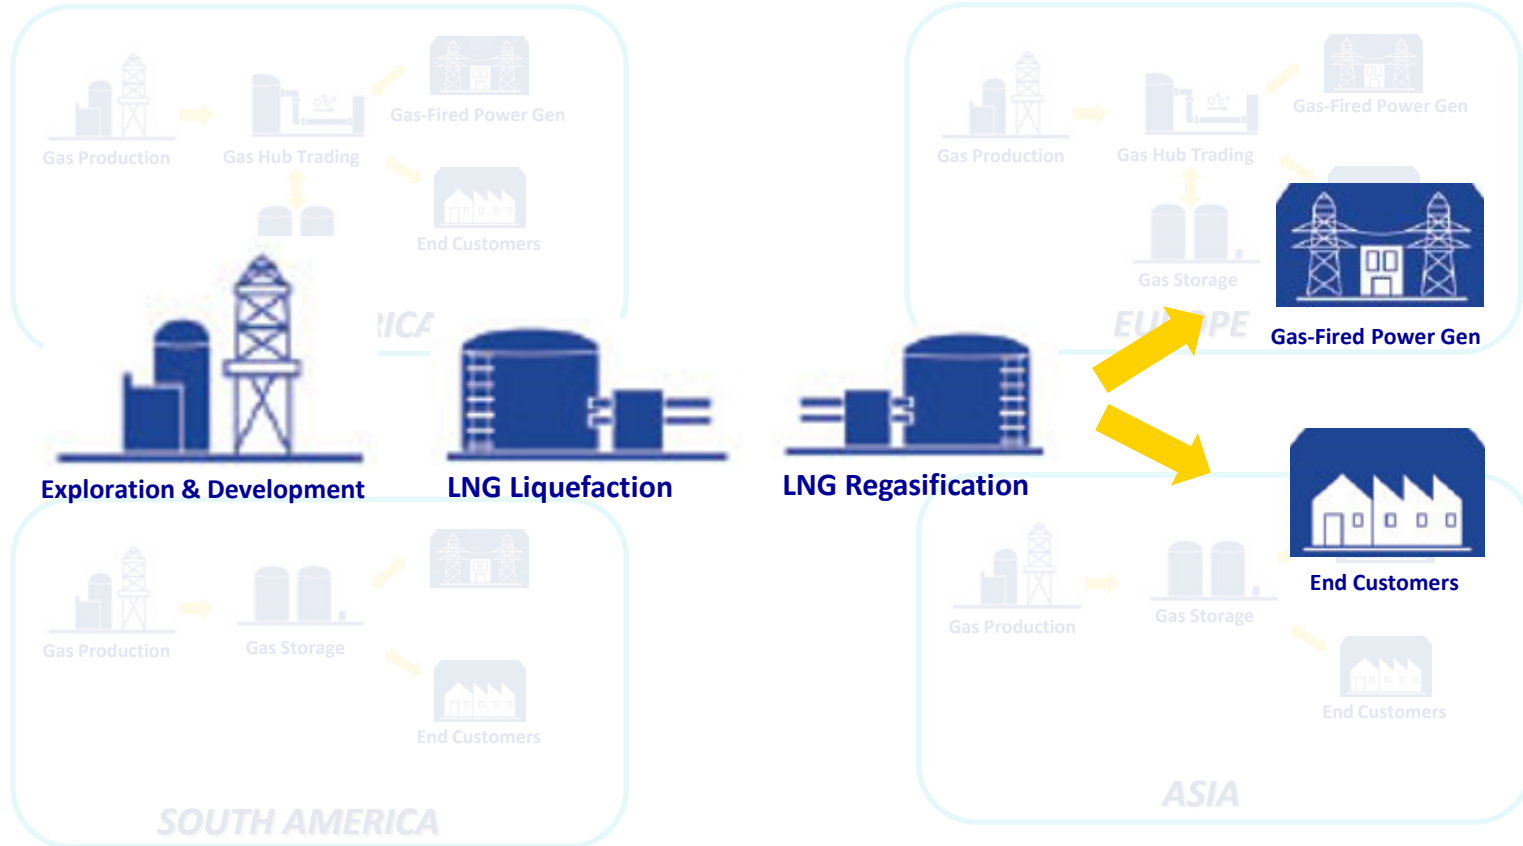 Gas-Fired Power Gen
Gas Production
Gas Hub Trading
End Customers
Gas-Fired Power Gen
Gas Production
Gas Hub Trading
Gas Storage
EUROPE
Gas-Fired Power Gen
Exploration & Development
LNG Liquefaction
LNG Regasification
End Customers
Gas Production
Gas Storage
End Customers
SOUTH AMERICA
Gas Production
Gas Storage
End Customers
ASIA